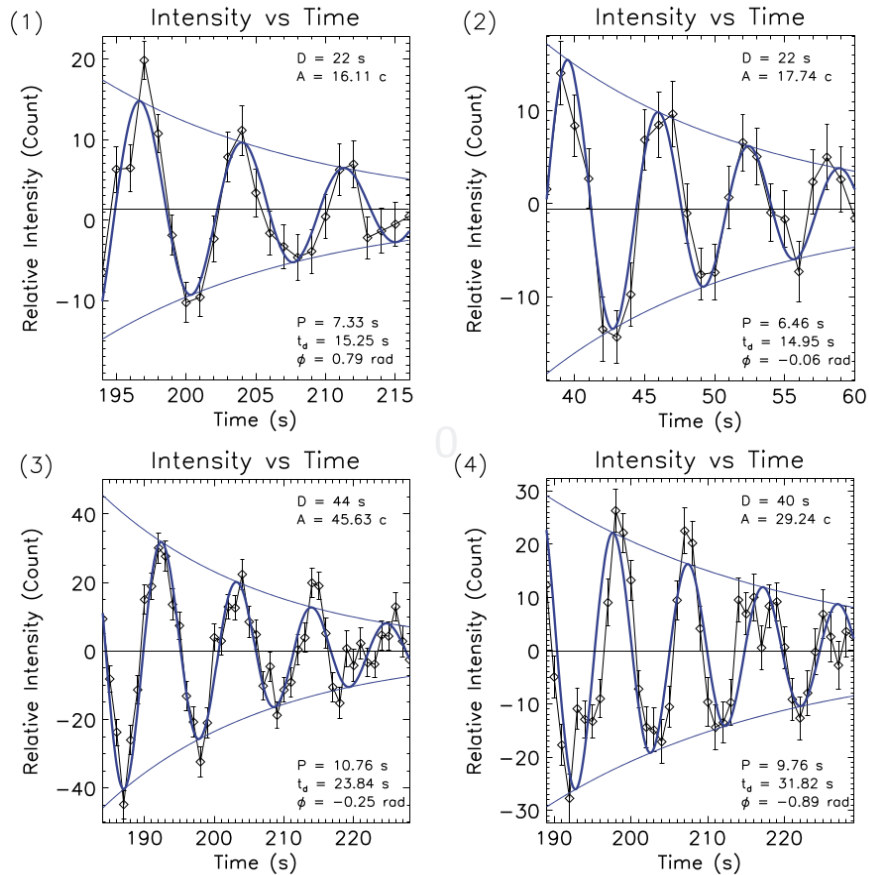 (1)
Intensity vs Time
D = 22 s
A = 16.11 c
P = 7.33 s
t_d = 15.25 s
ϕ = 0.79 rad
Relative Intensity (Count)
20
10
0
−10
195 200 205 210 215
Time (s)
(2)
Intensity vs Time
D = 22 s
A = 17.74 c
P = 6.46 s
t_d = 14.95 s
ϕ = −0.06 rad
Relative Intensity (Count)
10
0
−10
40 45 50 55 60
Time (s)
0
(3)
Intensity vs Time
D = 44 s
A = 45.63 c
P = 10.76 s
t_d = 23.84 s
ϕ = −0.25 rad
Relative Intensity (Count)
40
20
0
−20
−40
190 200 210 220
Time (s)
(4)
Intensity vs Time
D = 40 s
A = 29.24 c
P = 9.76 s
t_d = 31.82 s
ϕ = −0.89 rad
Relative Intensity (Count)
30
20
10
0
−10
−20
−30
190 200 210 220
Time (s)